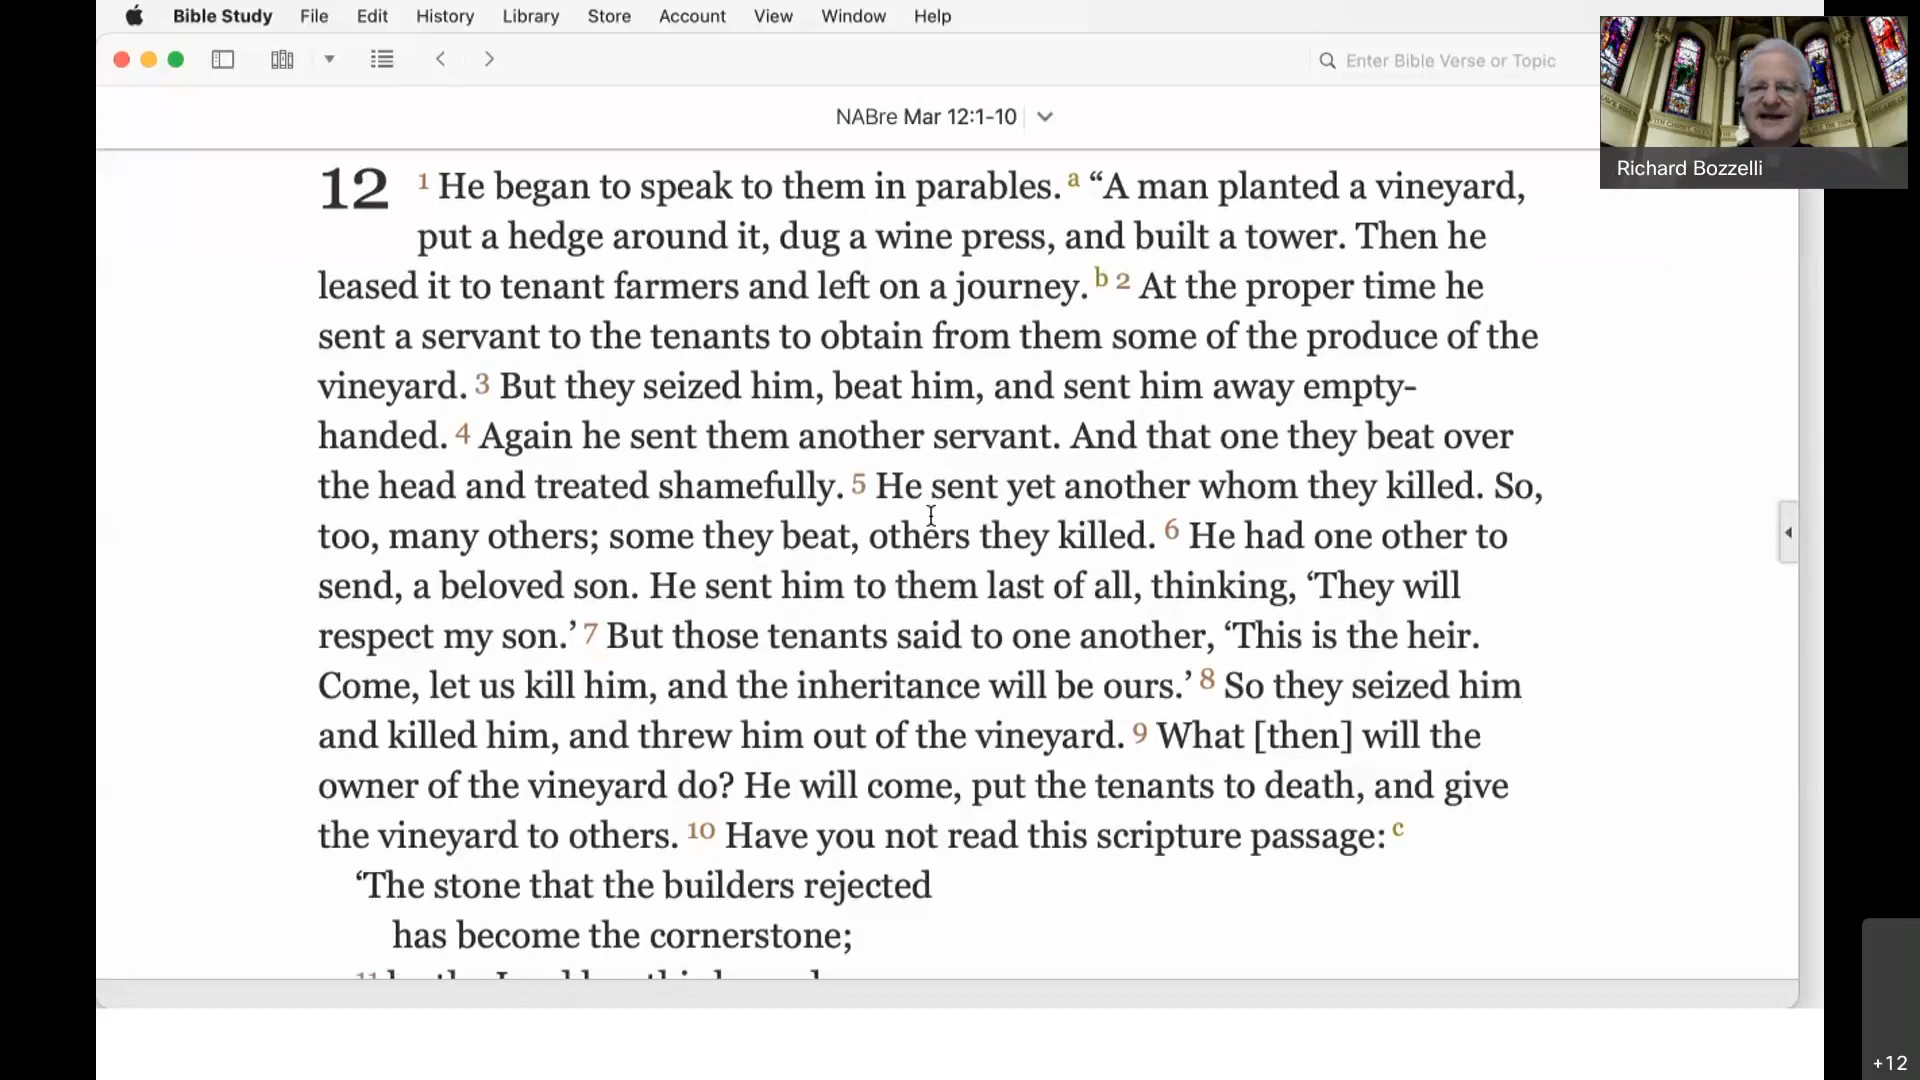 Bible Study File Edit History Library Store Account View Window Help
Enter Bible Verse or Topic
NABre Mar 12:1-10
Richard Bozzelli
12 1 He began to speak to them in parables. a “A man planted a vineyard,
put a hedge around it, dug a wine press, and built a tower. Then he
leased it to tenant farmers and left on a journey. b 2 At the proper time he
sent a servant to the tenants to obtain from them some of the produce of the
vineyard. 3 But they seized him, beat him, and sent him away empty-
handed. 4 Again he sent them another servant. And that one they beat over
the head and treated shamefully. 5 He sent yet another whom they killed. So,
too, many others; some they beat, others they killed. 6 He had one other to
send, a beloved son. He sent him to them last of all, thinking, ‘They will
respect my son.’ 7 But those tenants said to one another, ‘This is the heir.
Come, let us kill him, and the inheritance will be ours.’ 8 So they seized him
and killed him, and threw him out of the vineyard. 9 What [then] will the
owner of the vineyard do? He will come, put the tenants to death, and give
the vineyard to others. 10 Have you not read this scripture passage: c
‘The stone that the builders rejected
has become the cornerstone;
+12